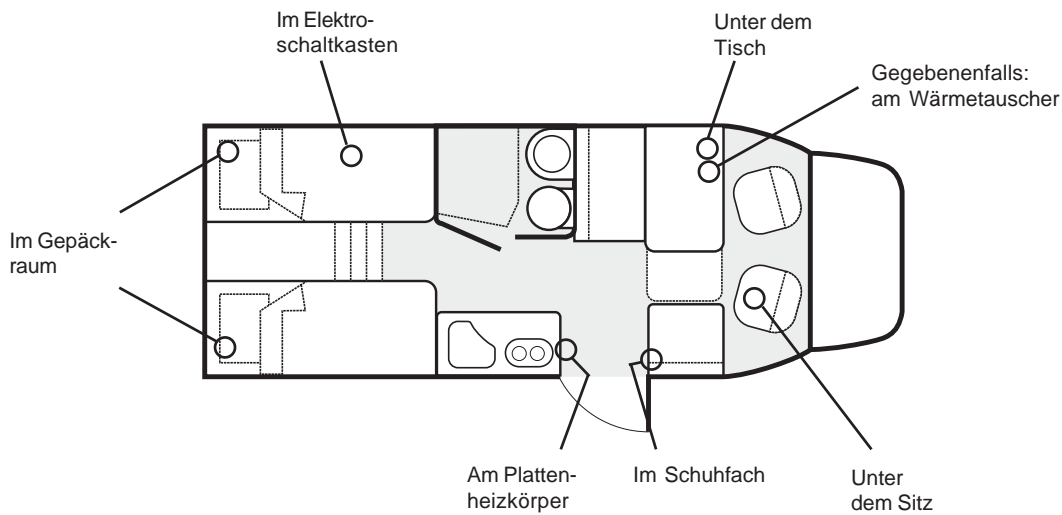 Im Elektro-
schaltkasten
Unter dem
Tisch
Gegebenenfalls:
am Wärmetauscher
Im Gepäck-
raum
Am Platten-
heizkörper
Im Schuhfach
Unter
dem Sitz